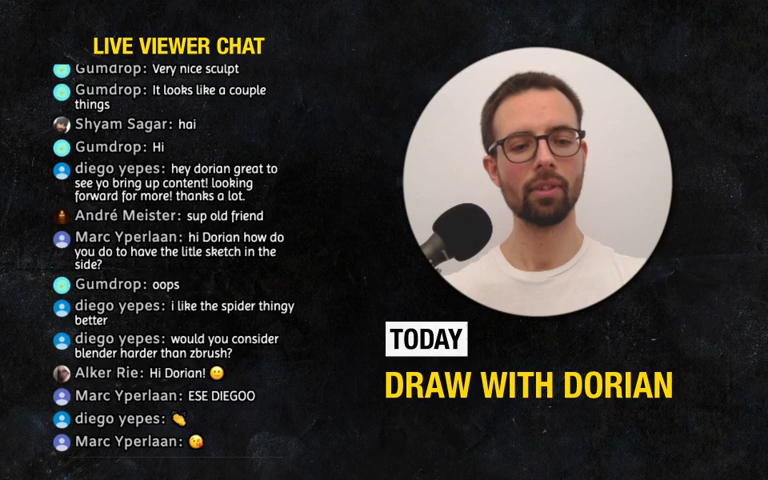 LIVE VIEWER CHAT
Gumdrop: Very nice sculpt
Gumdrop: It looks like a couple
things
Shyam Sagar: hai
Gumdrop: Hi
diego yepes: hey dorian great to
see yo bring up content! looking
forward for more! thanks a lot.
André Meister: sup old friend
Marc Yperlaan: hi Dorian how do
you do to have the litle sketch in the
side?
Gumdrop: oops
diego yepes: i like the spider thingy
better
diego yepes: would you consider
blender harder than zbrush?
Alker Rie: Hi Dorian! 🙂
Marc Yperlaan: ESE DIEGOO
diego yepes: 👏
Marc Yperlaan: 😘
TODAY
DRAW WITH DORIAN